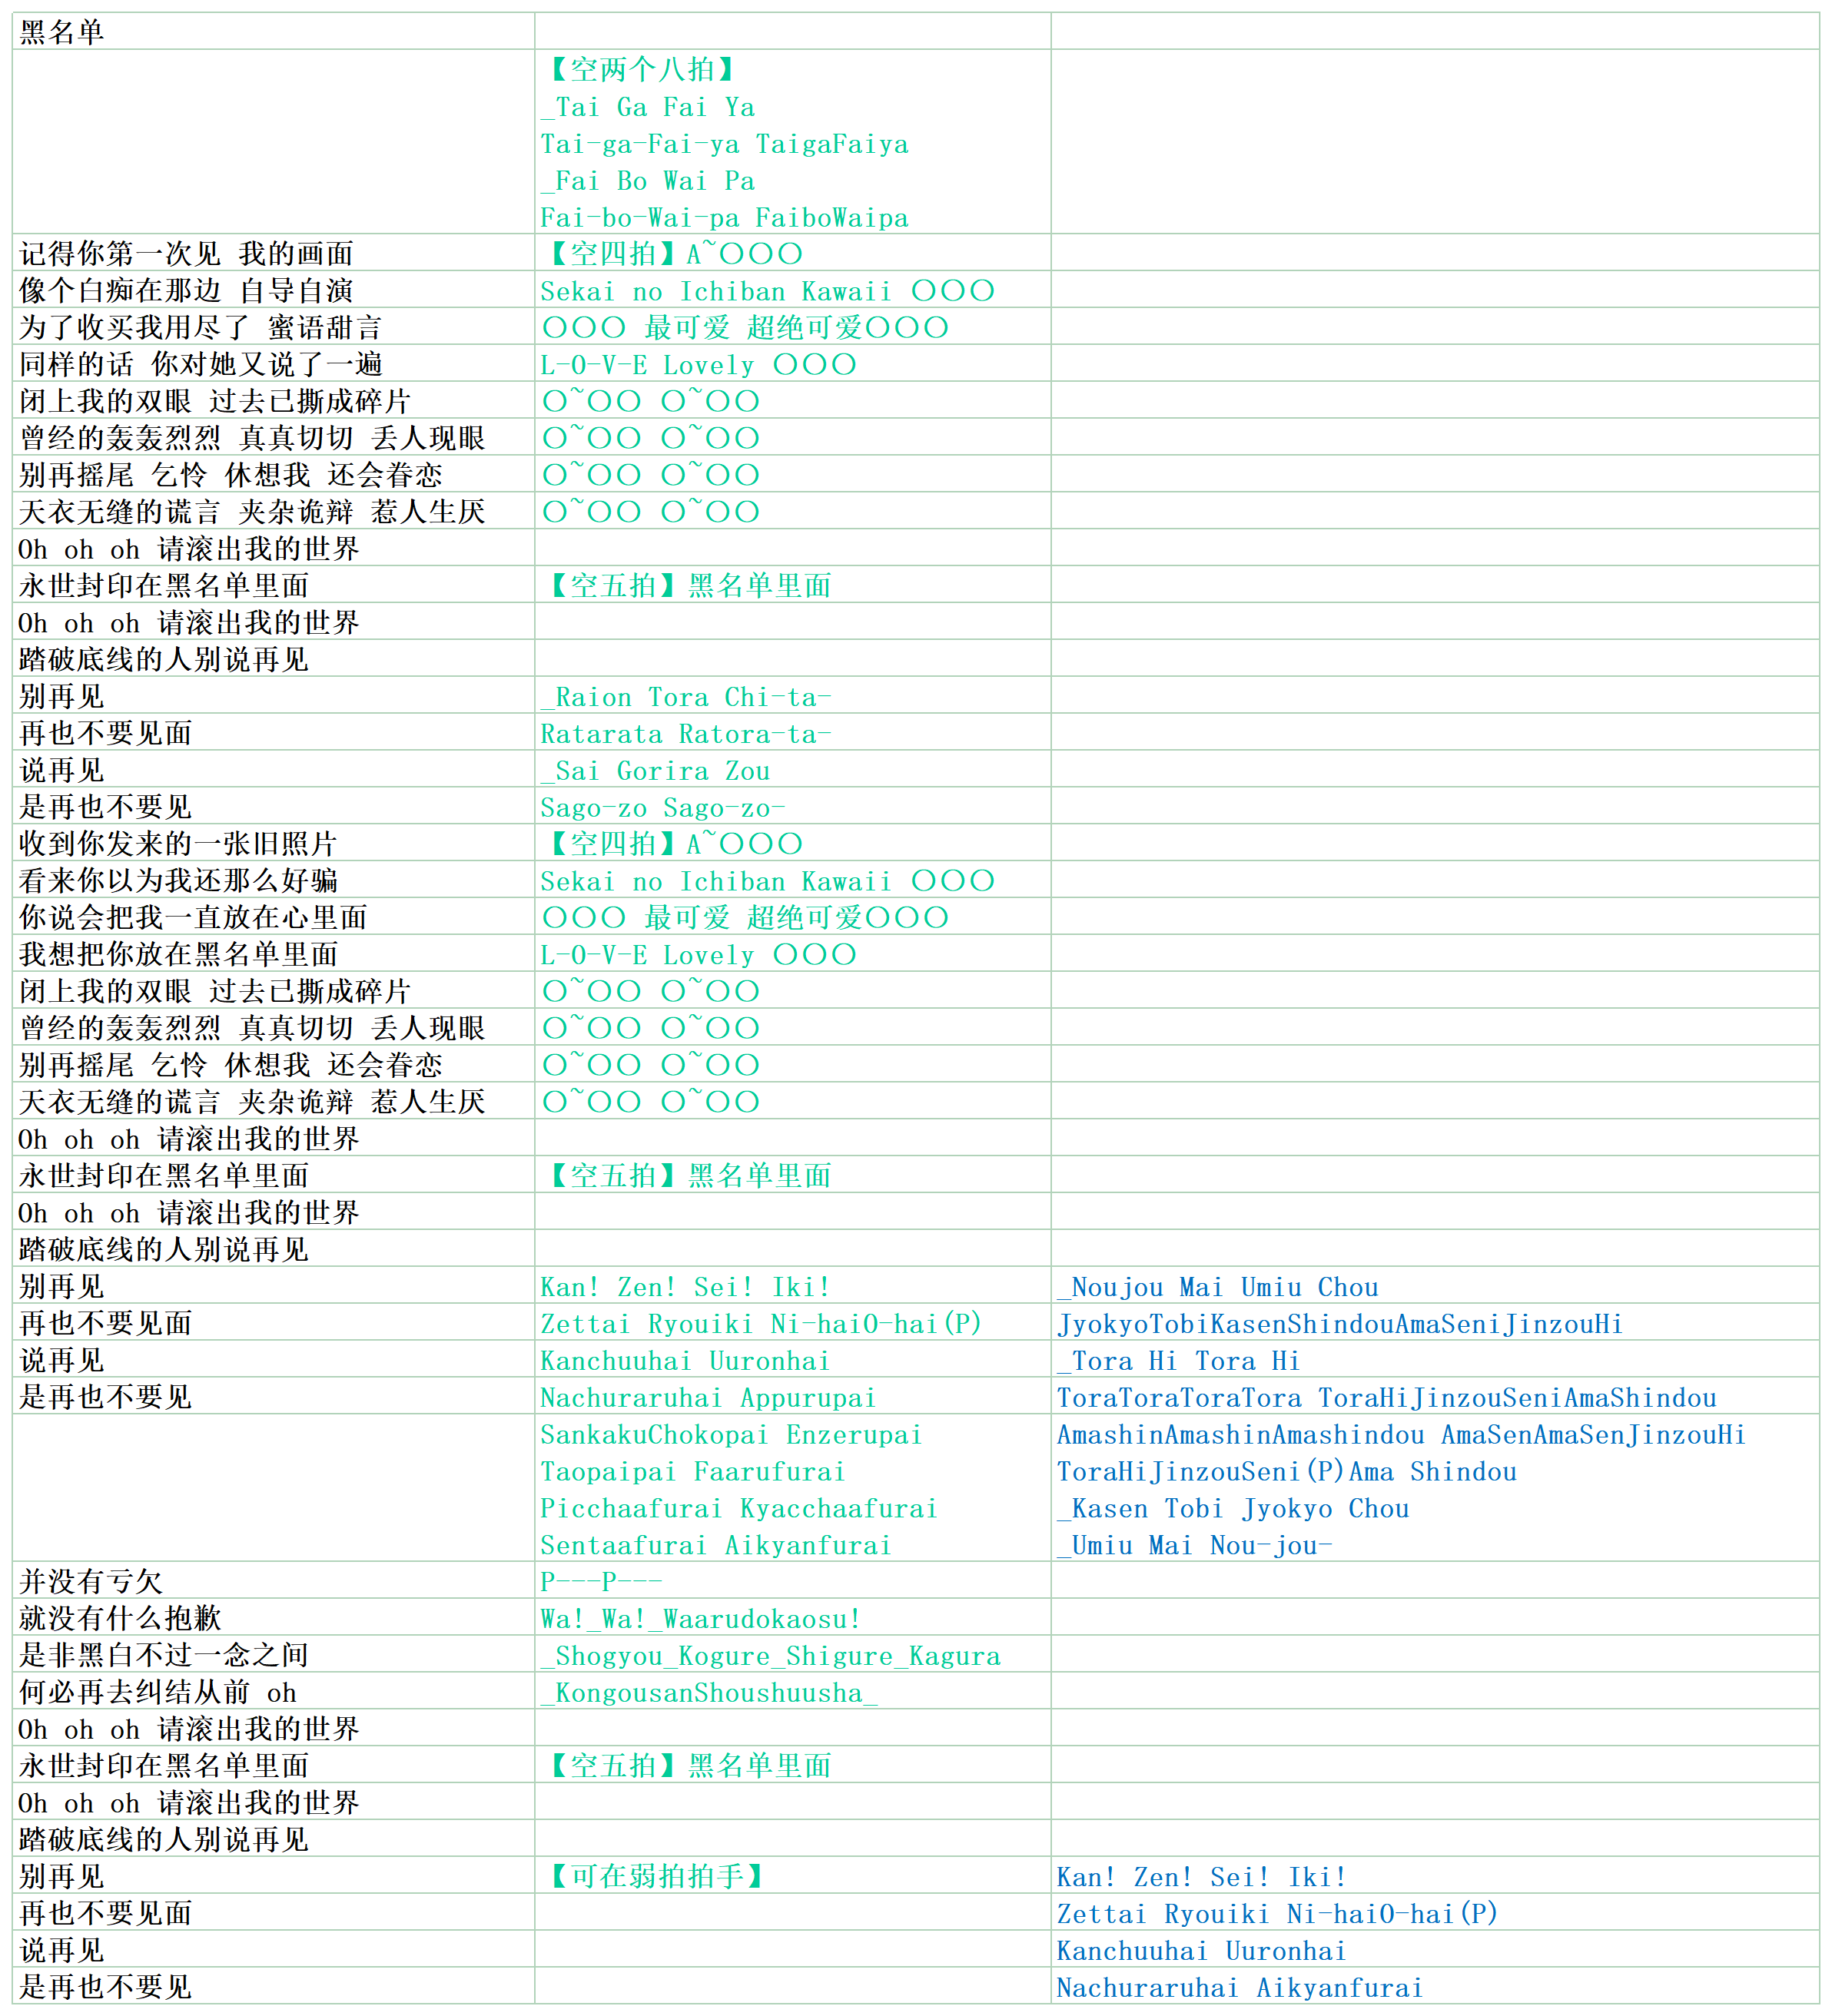 黑名单
【空两个八拍】
_Tai Ga Fai Ya
Tai-ga-Fai-ya TaigaFaiya
_Fai Bo Wai Pa
Fai-bo-Wai-pa FaiboWaipa
记得你第一次见 我的画面 【空四拍】A~〇〇〇
像个白痴在那边 自导自演 Sekai no Ichiban Kawaii 〇〇〇
为了收买我用尽了 蜜语甜言 〇〇〇 最可爱 超绝可爱〇〇〇
同样的话 你对她又说了一遍 L-O-V-E Lovely 〇〇〇
闭上我的双眼 过去已撕成碎片 〇~〇〇 〇~〇〇
曾经的轰轰烈烈 真真切切 丢人现眼 〇~〇〇 〇~〇〇
别再摇尾 乞怜 休想我 还会眷恋 〇~〇〇 〇~〇〇
天衣无缝的谎言 夹杂诡辩 惹人生厌 〇~〇〇 〇~〇〇
Oh oh oh 请滚出我的世界
永世封印在黑名单里面 【空五拍】黑名单里面
Oh oh oh 请滚出我的世界
踏破底线的人别说再见
别再见 _Raion Tora Chi-ta-
再也不要见面 Ratarata Ratora-ta-
说再见 _Sai Gorira Zou
是再也不要见 Sago-zo Sago-zo-
收到你发来的一张旧照片 【空四拍】A~〇〇〇
看来你以为我还那么好骗 Sekai no Ichiban Kawaii 〇〇〇
你说会把我一直放在心里面 〇〇〇 最可爱 超绝可爱〇〇〇
我想把你放在黑名单里面 L-O-V-E Lovely 〇〇〇
闭上我的双眼 过去已撕成碎片 〇~〇〇 〇~〇〇
曾经的轰轰烈烈 真真切切 丢人现眼 〇~〇〇 〇~〇〇
别再摇尾 乞怜 休想我 还会眷恋 〇~〇〇 〇~〇〇
天衣无缝的谎言 夹杂诡辩 惹人生厌 〇~〇〇 〇~〇〇
Oh oh oh 请滚出我的世界
永世封印在黑名单里面 【空五拍】黑名单里面
Oh oh oh 请滚出我的世界
踏破底线的人别说再见
别再见 Kan! Zen! Sei! Iki! _Noujou Mai Umiu Chou
再也不要见面 Zettai Ryouiki Ni-haiO-hai(P) JyokyoTobiKasenShindouAmaSeniJinzouHi
说再见 Kanchuuhai Uuronhai _Tora Hi Tora Hi
是再也不要见 Nachuraruhai Appurupai ToraToraToraTora ToraHiJinzouSeniAmaShindou
SankakuChokopai Enzerupai AmashinAmashinAmashindou AmaSenAmaSenJinzouHi
Taopaipai Faarufurai ToraHiJinzouSeni(P)Ama Shindou
Picchaafurai Kyacchaafurai _Kasen Tobi Jyokyo Chou
Sentaafurai Aikyanfurai _Umiu Mai Nou-jou-
并没有亏欠 P---P---
就没有什么抱歉 Wa!_Wa!_Waarudokaosu!
是非黑白不过一念之间 _Shogyou_Kogure_Shigure_Kagura
何必再去纠结从前 oh _KongousanShoushuusha_
Oh oh oh 请滚出我的世界
永世封印在黑名单里面 【空五拍】黑名单里面
Oh oh oh 请滚出我的世界
踏破底线的人别说再见
别再见 【可在弱拍拍手】 Kan! Zen! Sei! Iki!
再也不要见面 Zettai Ryouiki Ni-haiO-hai(P)
说再见 Kanchuuhai Uuronhai
是再也不要见 Nachuraruhai Aikyanfurai